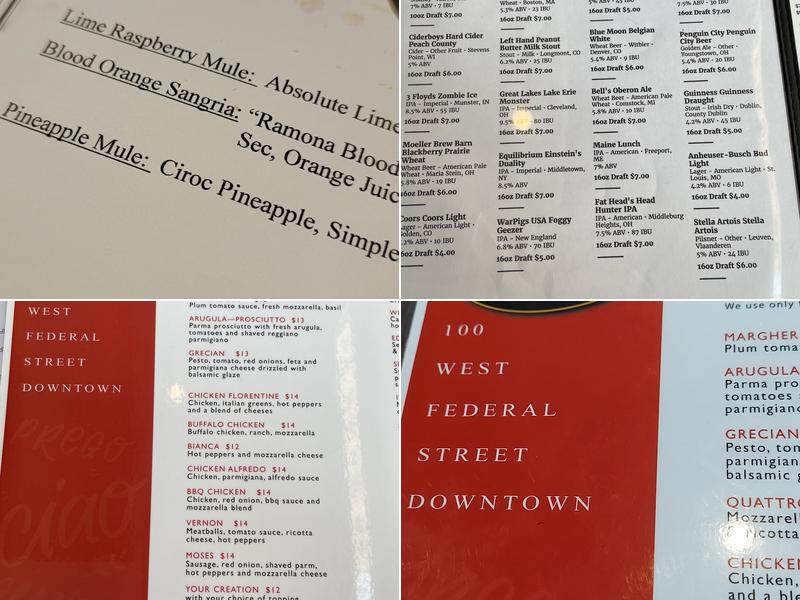 Lime Raspberry Mule: Absolute Lime
Blood Orange Sangria: "Ramona Blood
Sec, Orange Juic
Pineapple Mule: Ciroc Pineapple, Simple
7% ABV • 7 IBU
10oz Draft $7.00
Ciderboys Hard Cider
Peach County
Cider - Other Fruit • Stevens
Point, WI
5% ABV
16oz Draft $6.00
3 Floyds Zombie Ice
IPA - Imperial • Munster, IN
8.5% ABV • 55 IBU
16oz Draft $7.00
Moeller Brew Barn
Blackberry Prairie
Wheat
Wheat Beer - American Pale
Wheat • Maria Stein, OH
5.8% ABV • 19 IBU
16oz Draft $6.00
Coors Coors Light
Lager - American Light •
Golden, CO
.2% ABV • 10 IBU
6oz Draft $4.00
Wheat • Boston, MA
5.3% ABV • 23 IBU
16oz Draft $7.00
Left Hand Peanut
Butter Milk Stout
Stout - Milk • Longmont, CO
6.2% ABV • 25 IBU
16oz Draft $7.00
Great Lakes Lake Erie
Monster
IPA - Imperial • Cleveland,
OH
9.5% ABV • 80 IBU
16oz Draft $7.00
Equilibrium Einstein's
Duality
IPA - Imperial • Middletown,
NY
8.5% ABV
16oz Draft $7.00
WarPigs USA Foggy
Geezer
IPA - New England
6.8% ABV • 70 IBU
16oz Draft $5.00
5% ABV • 45 IBU
16oz Draft $7.00
Blue Moon Belgian
White
Wheat Beer - Witbier •
Denver, CO
5.4% ABV • 9 IBU
16oz Draft $7.00
Bell's Oberon Ale
Wheat Beer - American Pale
Wheat • Comstock, MI
5.8% ABV • 10 IBU
16oz Draft $7.00
Maine Lunch
IPA - American • Freeport,
ME
7% ABV
16oz Draft $7.00
Fat Head's Head
Hunter IPA
IPA - American • Middleburg
Heights, OH
7.5% ABV • 87 IBU
16oz Draft $7.00
7.5% ABV • 30 IBU
16oz Draft $7.00
Penguin City Penguin
City Beer
Golden Ale - Other •
Youngstown, OH
5.4% ABV • 20 IBU
16oz Draft $6.00
Guinness Guinness
Draught
Stout - Irish Dry • Dublin,
County Dublin
4.2% ABV • 45 IBU
16oz Draft $5.00
Anheuser-Busch Bud
Light
Lager - American Light • St.
Louis, MO
4.2% ABV • 6 IBU
16oz Draft $4.00
Stella Artois Stella
Artois
Pilsner - Other • Leuven,
Vlaanderen
5% ABV • 24 IBU
16oz Draft $6.00
WEST
FEDERAL
STREET
DOWNTOWN
prego
ciao
Plum tomato sauce, fresh mozzarella, basil
ARUGULA—PROSCIUTTO $13
Parma prosciutto with fresh arugula,
tomatoes and shaved reggiano
parmigiano
GRECIAN $13
Pesto, tomato, red onions, feta and
parmigiana cheese drizzled with
balsamic glaze
CHICKEN FLORENTINE $14
Chicken, italian greens, hot peppers
and a blend of cheeses
BUFFALO CHICKEN $14
Buffalo chicken, ranch, mozzarella
BIANCA $12
Hot peppers and mozzarella cheese
CHICKEN ALFREDO $14
Chicken, parmigiana, alfredo sauce
BBQ CHICKEN $14
Chicken, red onion, bbq sauce and
mozzarella blend
VERNON $14
Meatballs, tomato sauce, ricotta
cheese, hot peppers
MOSES $14
Sausage, red onion, shaved parm,
hot peppers and mozzarella cheese
YOUR CREATION $12
with your choice of topping
100
WEST
FEDERAL
STREET
DOWNTOWN
We use only
MARGHER
Plum toma
ARUGULA
Parma pro
tomatoes
parmigiano
GRECIAN
Pesto, tom
parmigian
balsamic g
QUATTRO
Mozzarel
ricotta
CHICKEN
Chicken,
and a ble